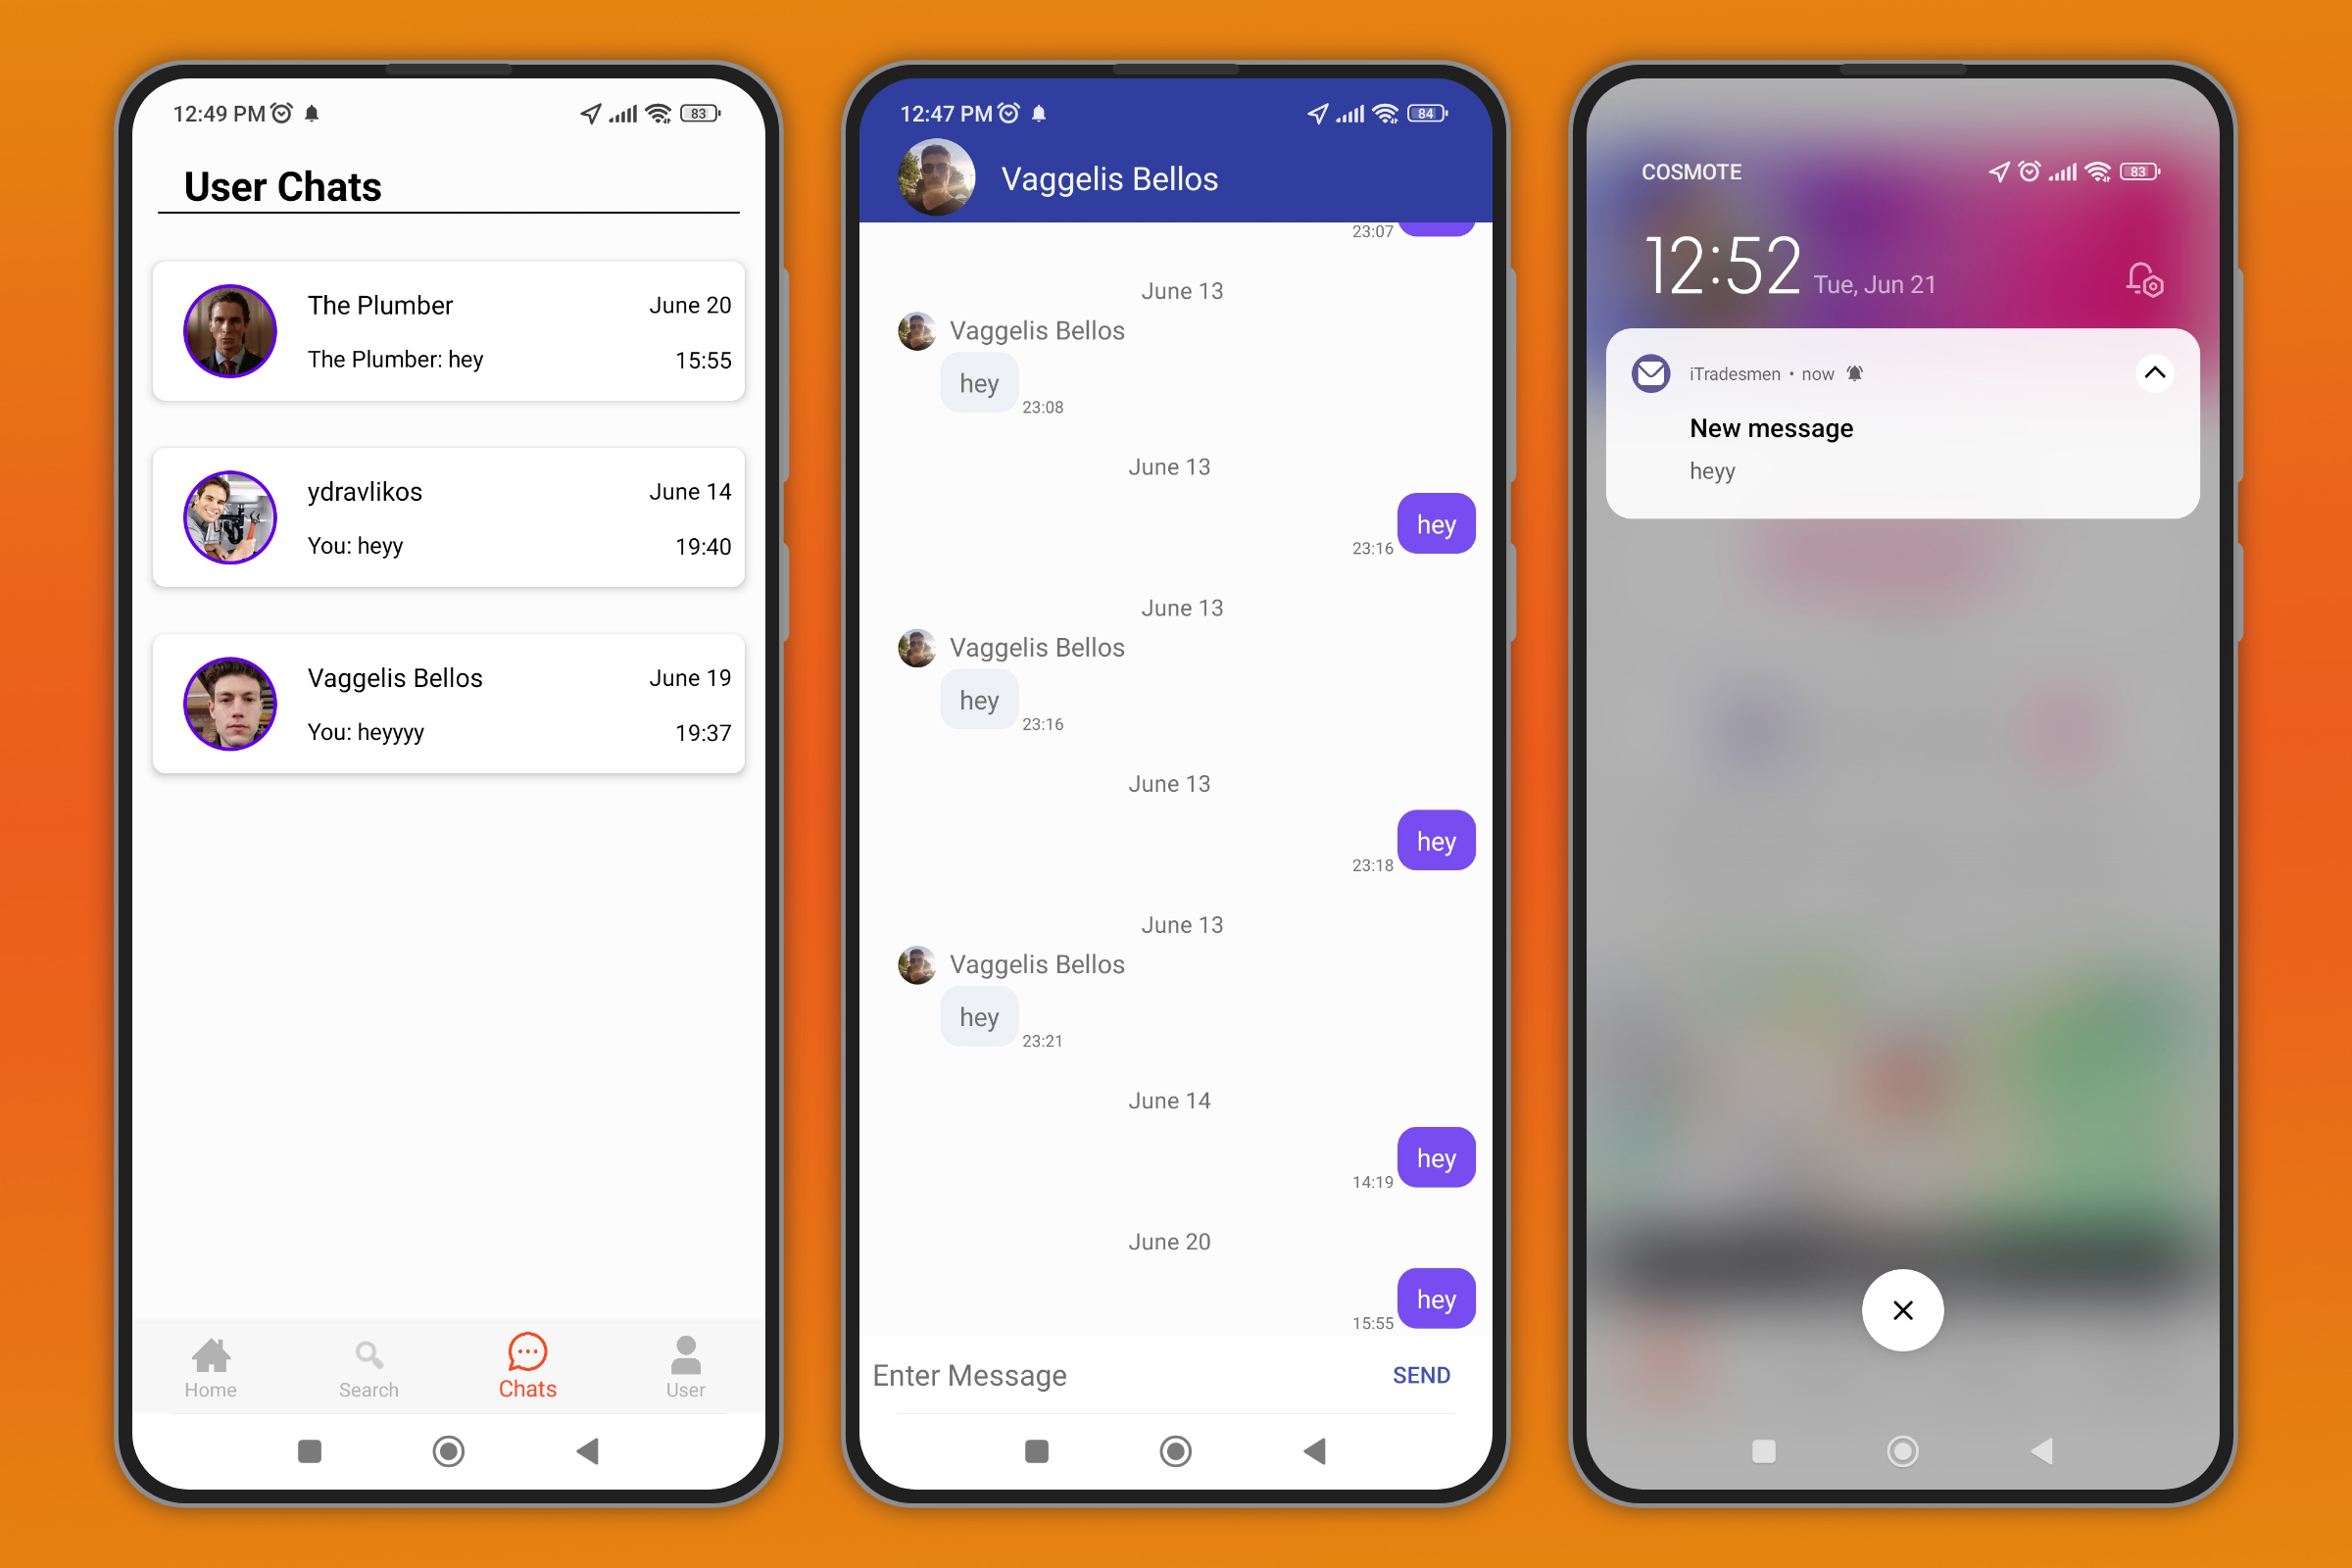 12:49 PM
83
User Chats
The Plumber June 20
The Plumber: hey 15:55
ydravlikos June 14
You: heyy 19:40
Vaggelis Bellos June 19
You: heyyyy 19:37
Home Search Chats User
12:47 PM
84
Vaggelis Bellos
23:07
June 13
Vaggelis Bellos
hey
23:08
June 13
hey
23:16
June 13
Vaggelis Bellos
hey
23:16
June 13
hey
23:18
June 13
Vaggelis Bellos
hey
23:21
June 14
hey
14:19
June 20
hey
15:55
Enter Message SEND
COSMOTE
83
12:52 Tue, Jun 21
iTradesmen • now
New message
heyy